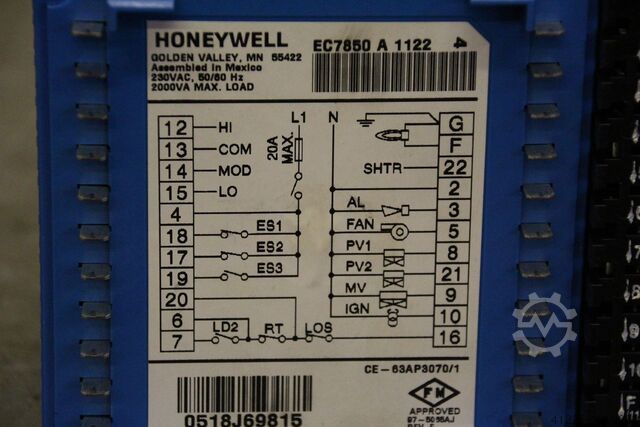 HONEYWELL EC7850 A 1122 4
GOLDEN VALLEY, MN 55422
Assembled in Mexico
230VAC, 50/60 Hz
2000VA MAX. LOAD
L1 N
20A MAX.
12 HI
13 COM
14 MOD
15 LO
4
18 ES1
17 ES2
19 ES3
20
6
7 LD2 RT LOS
G
F
SHTR 22
2
AL 3
FAN 5
PV1 8
PV2 21
MV 9
IGN 10
16
CE-63AP3070/1
0518J69815
FM
APPROVED